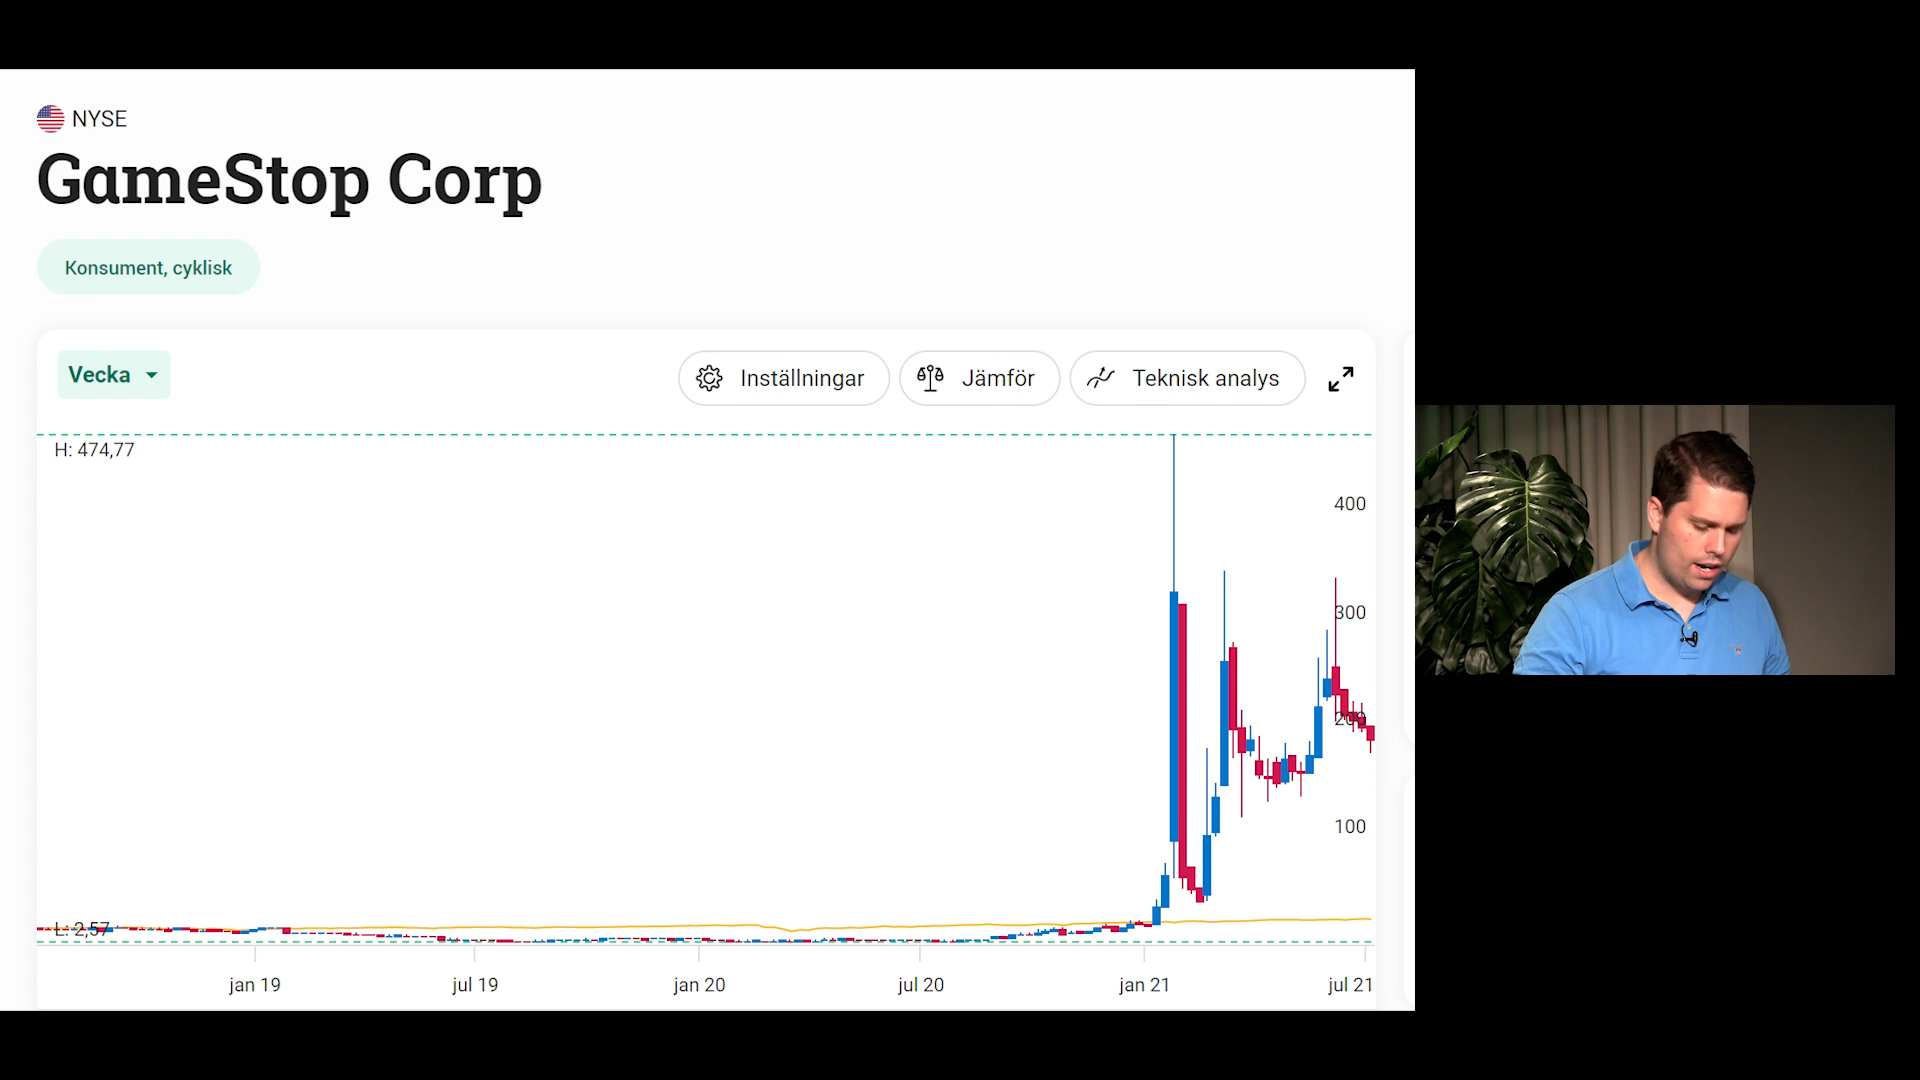 NYSE
GameStop Corp
Konsument, cyklisk
Vecka
Inställningar
Jämför
Teknisk analys
H: 474,77
400
300
200
100
L: 2,57
jan 19
jul 19
jan 20
jul 20
jan 21
jul 21